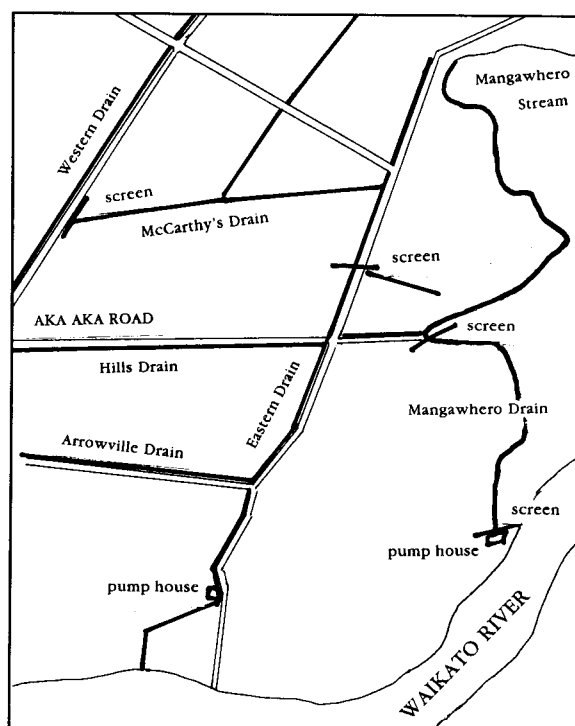 Mangawhero
Stream
Western Drain
screen
McCarthy's Drain
screen
AKA AKA ROAD
screen
Hills Drain
Eastern Drain
Mangawhero Drain
Arrowville Drain
screen
pump house
pump house
WAIKATO RIVER